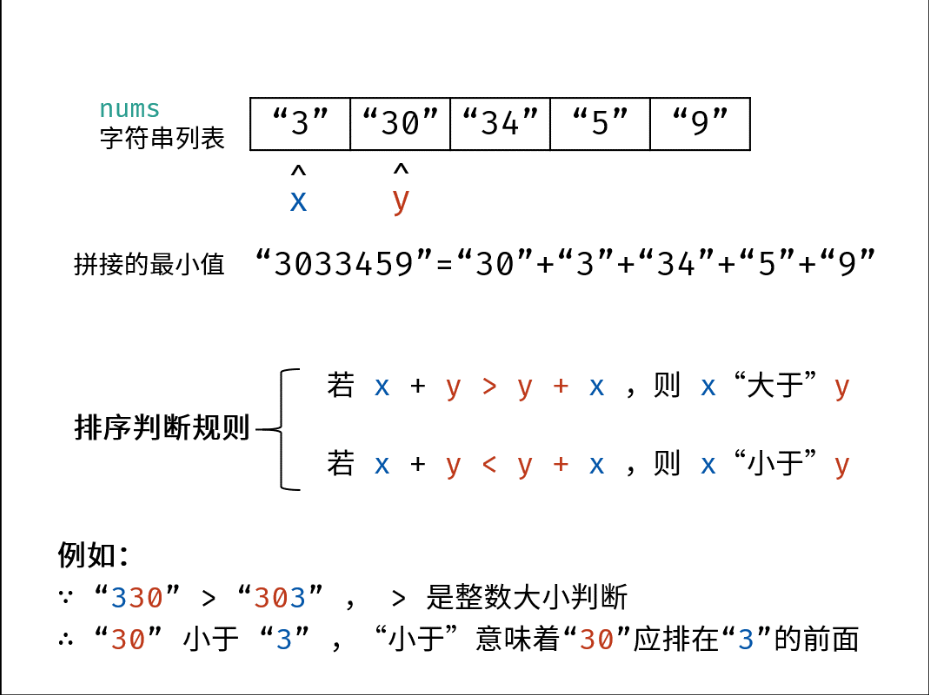 nums
字符串列表
“3” “30” “34” “5” “9”
^ ^
x y
拼接的最小值 “3033459”=“30”+“3”+“34”+“5”+“9”
若 x + y > y + x ，则 x “大于” y
排序判断规则
若 x + y < y + x ，则 x “小于” y
例如：
∵ “330” > “303” ， > 是整数大小判断
∴ “30” 小于 “3” ，“小于” 意味着“30”应排在“3”的前面